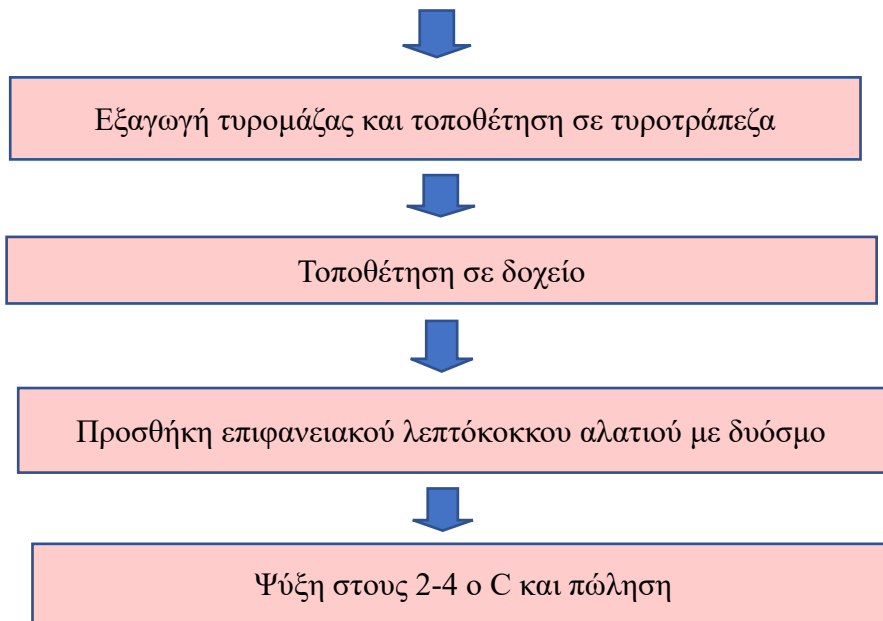 Εξαγωγή τυρομάζας και τοποθέτηση σε τυροτράπεζα
Τοποθέτηση σε δοχείο
Προσθήκη επιφανειακού λεπτόκοκκου αλατιού με δυόσμο
Ψύξη στους 2-4 ο C και πώληση